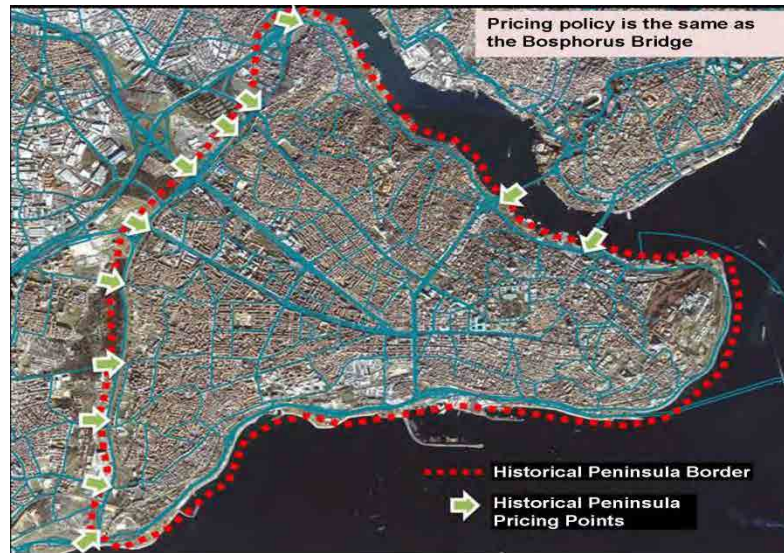 Pricing policy is the same as
the Bosphorus Bridge
Historical Peninsula Border
Historical Peninsula
Pricing Points